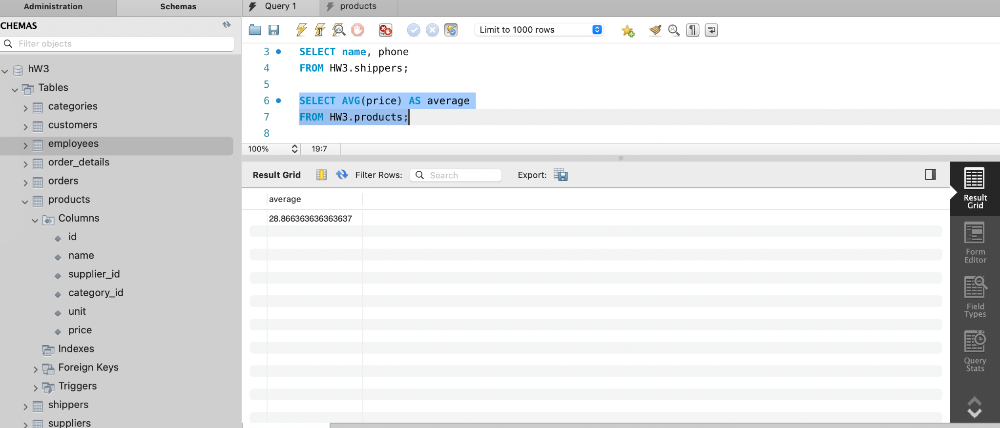 Administration
Schemas
Query 1
products
CHEMAS
Filter objects
hW3
Tables
categories
customers
employees
order_details
orders
products
Columns
id
name
supplier_id
category_id
unit
price
Indexes
Foreign Keys
Triggers
shippers
suppliers
Limit to 1000 rows
3 SELECT name, phone
4 FROM HW3.shippers;
5
6 SELECT AVG(price) AS average
7 FROM HW3.products;
8
100% 19:7
Result Grid
Filter Rows:
Search
Export:
average
28.866363636363637
Result
Grid
Form
Editor
Field
Types
Query
Stats